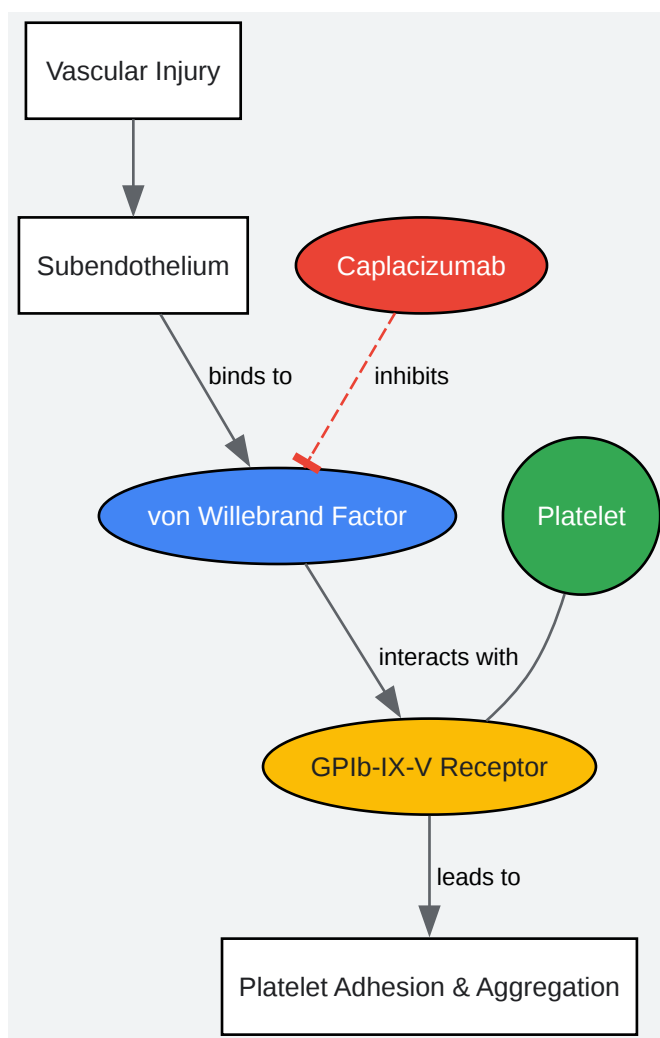 Vascular Injury
Subendothelium
Caplacizumab
binds to
inhibits
von Willebrand Factor
Platelet
interacts with
GPIb-IX-V Receptor
leads to
Platelet Adhesion & Aggregation